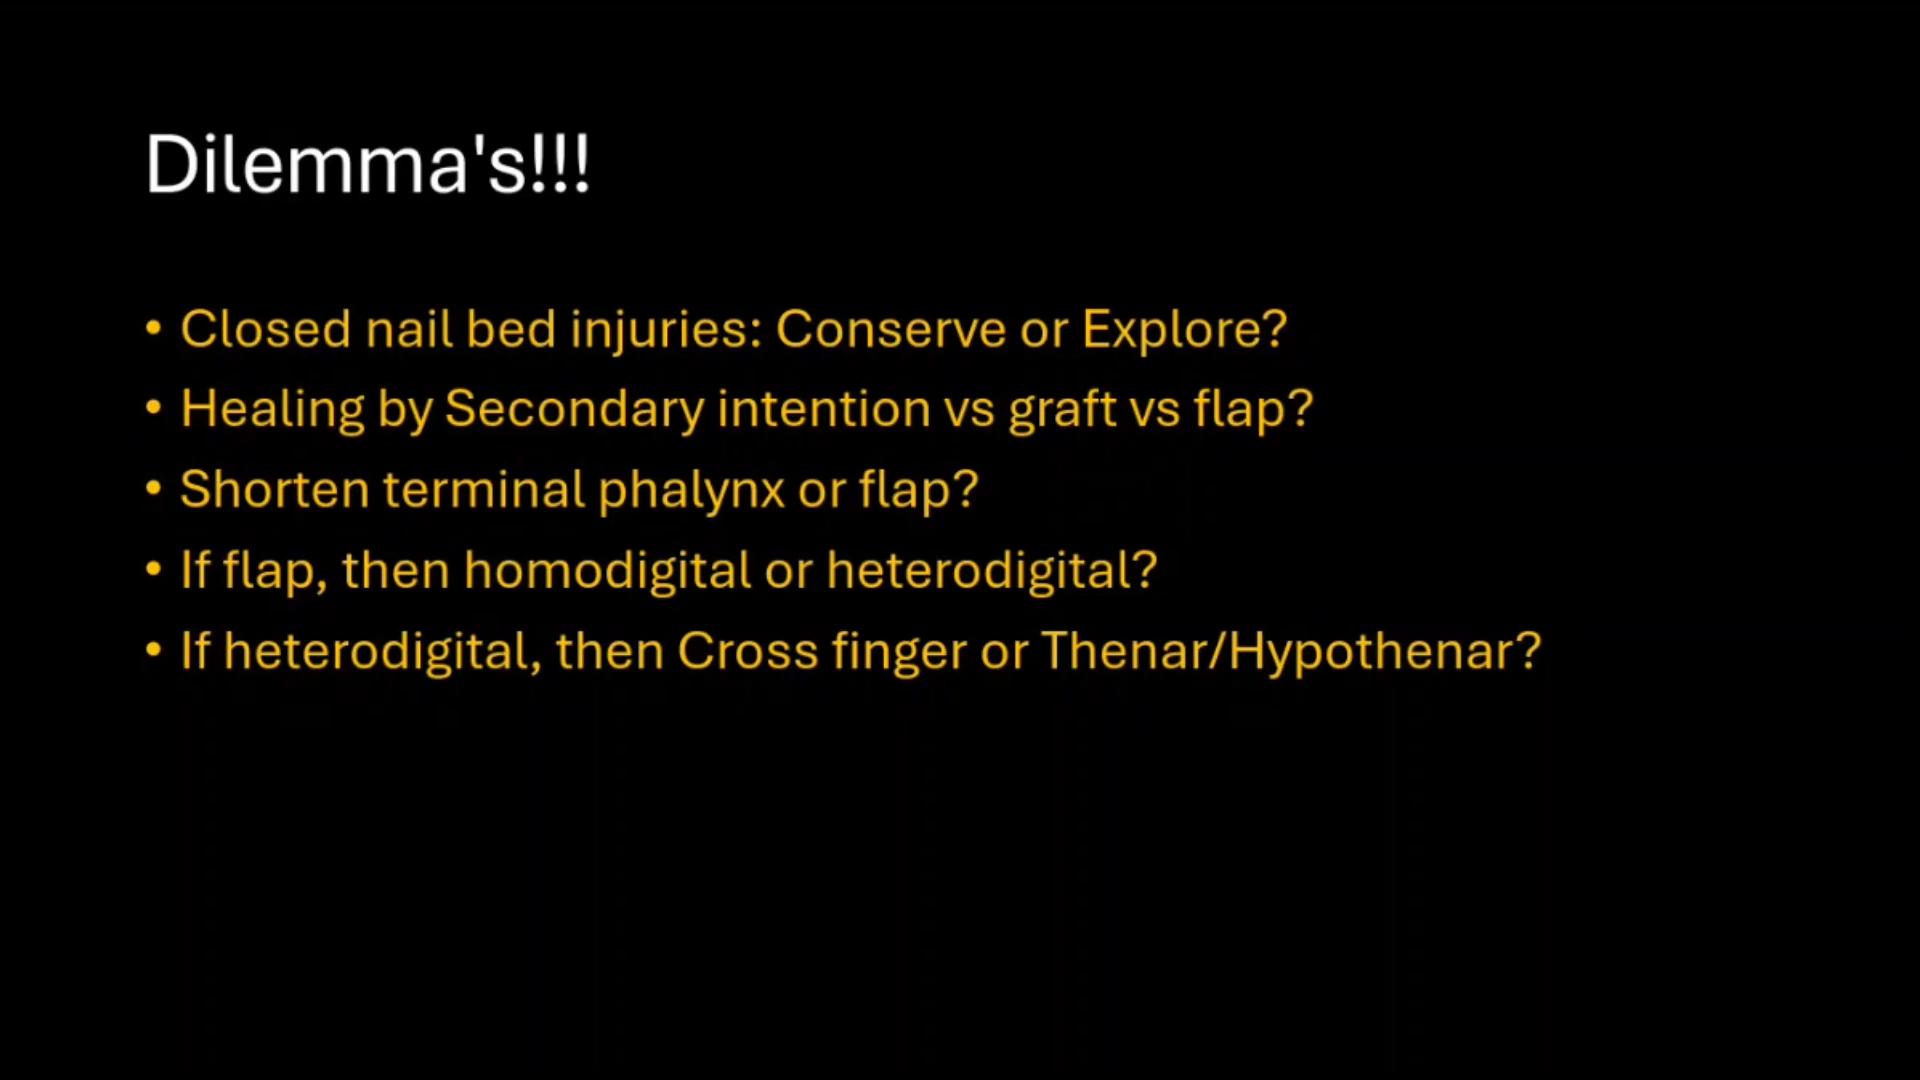 Dilemma's!!!
• Closed nail bed injuries: Conserve or Explore?
• Healing by Secondary intention vs graft vs flap?
• Shorten terminal phalynx or flap?
• If flap, then homodigital or heterodigital?
• If heterodigital, then Cross finger or Thenar/Hypothenar?